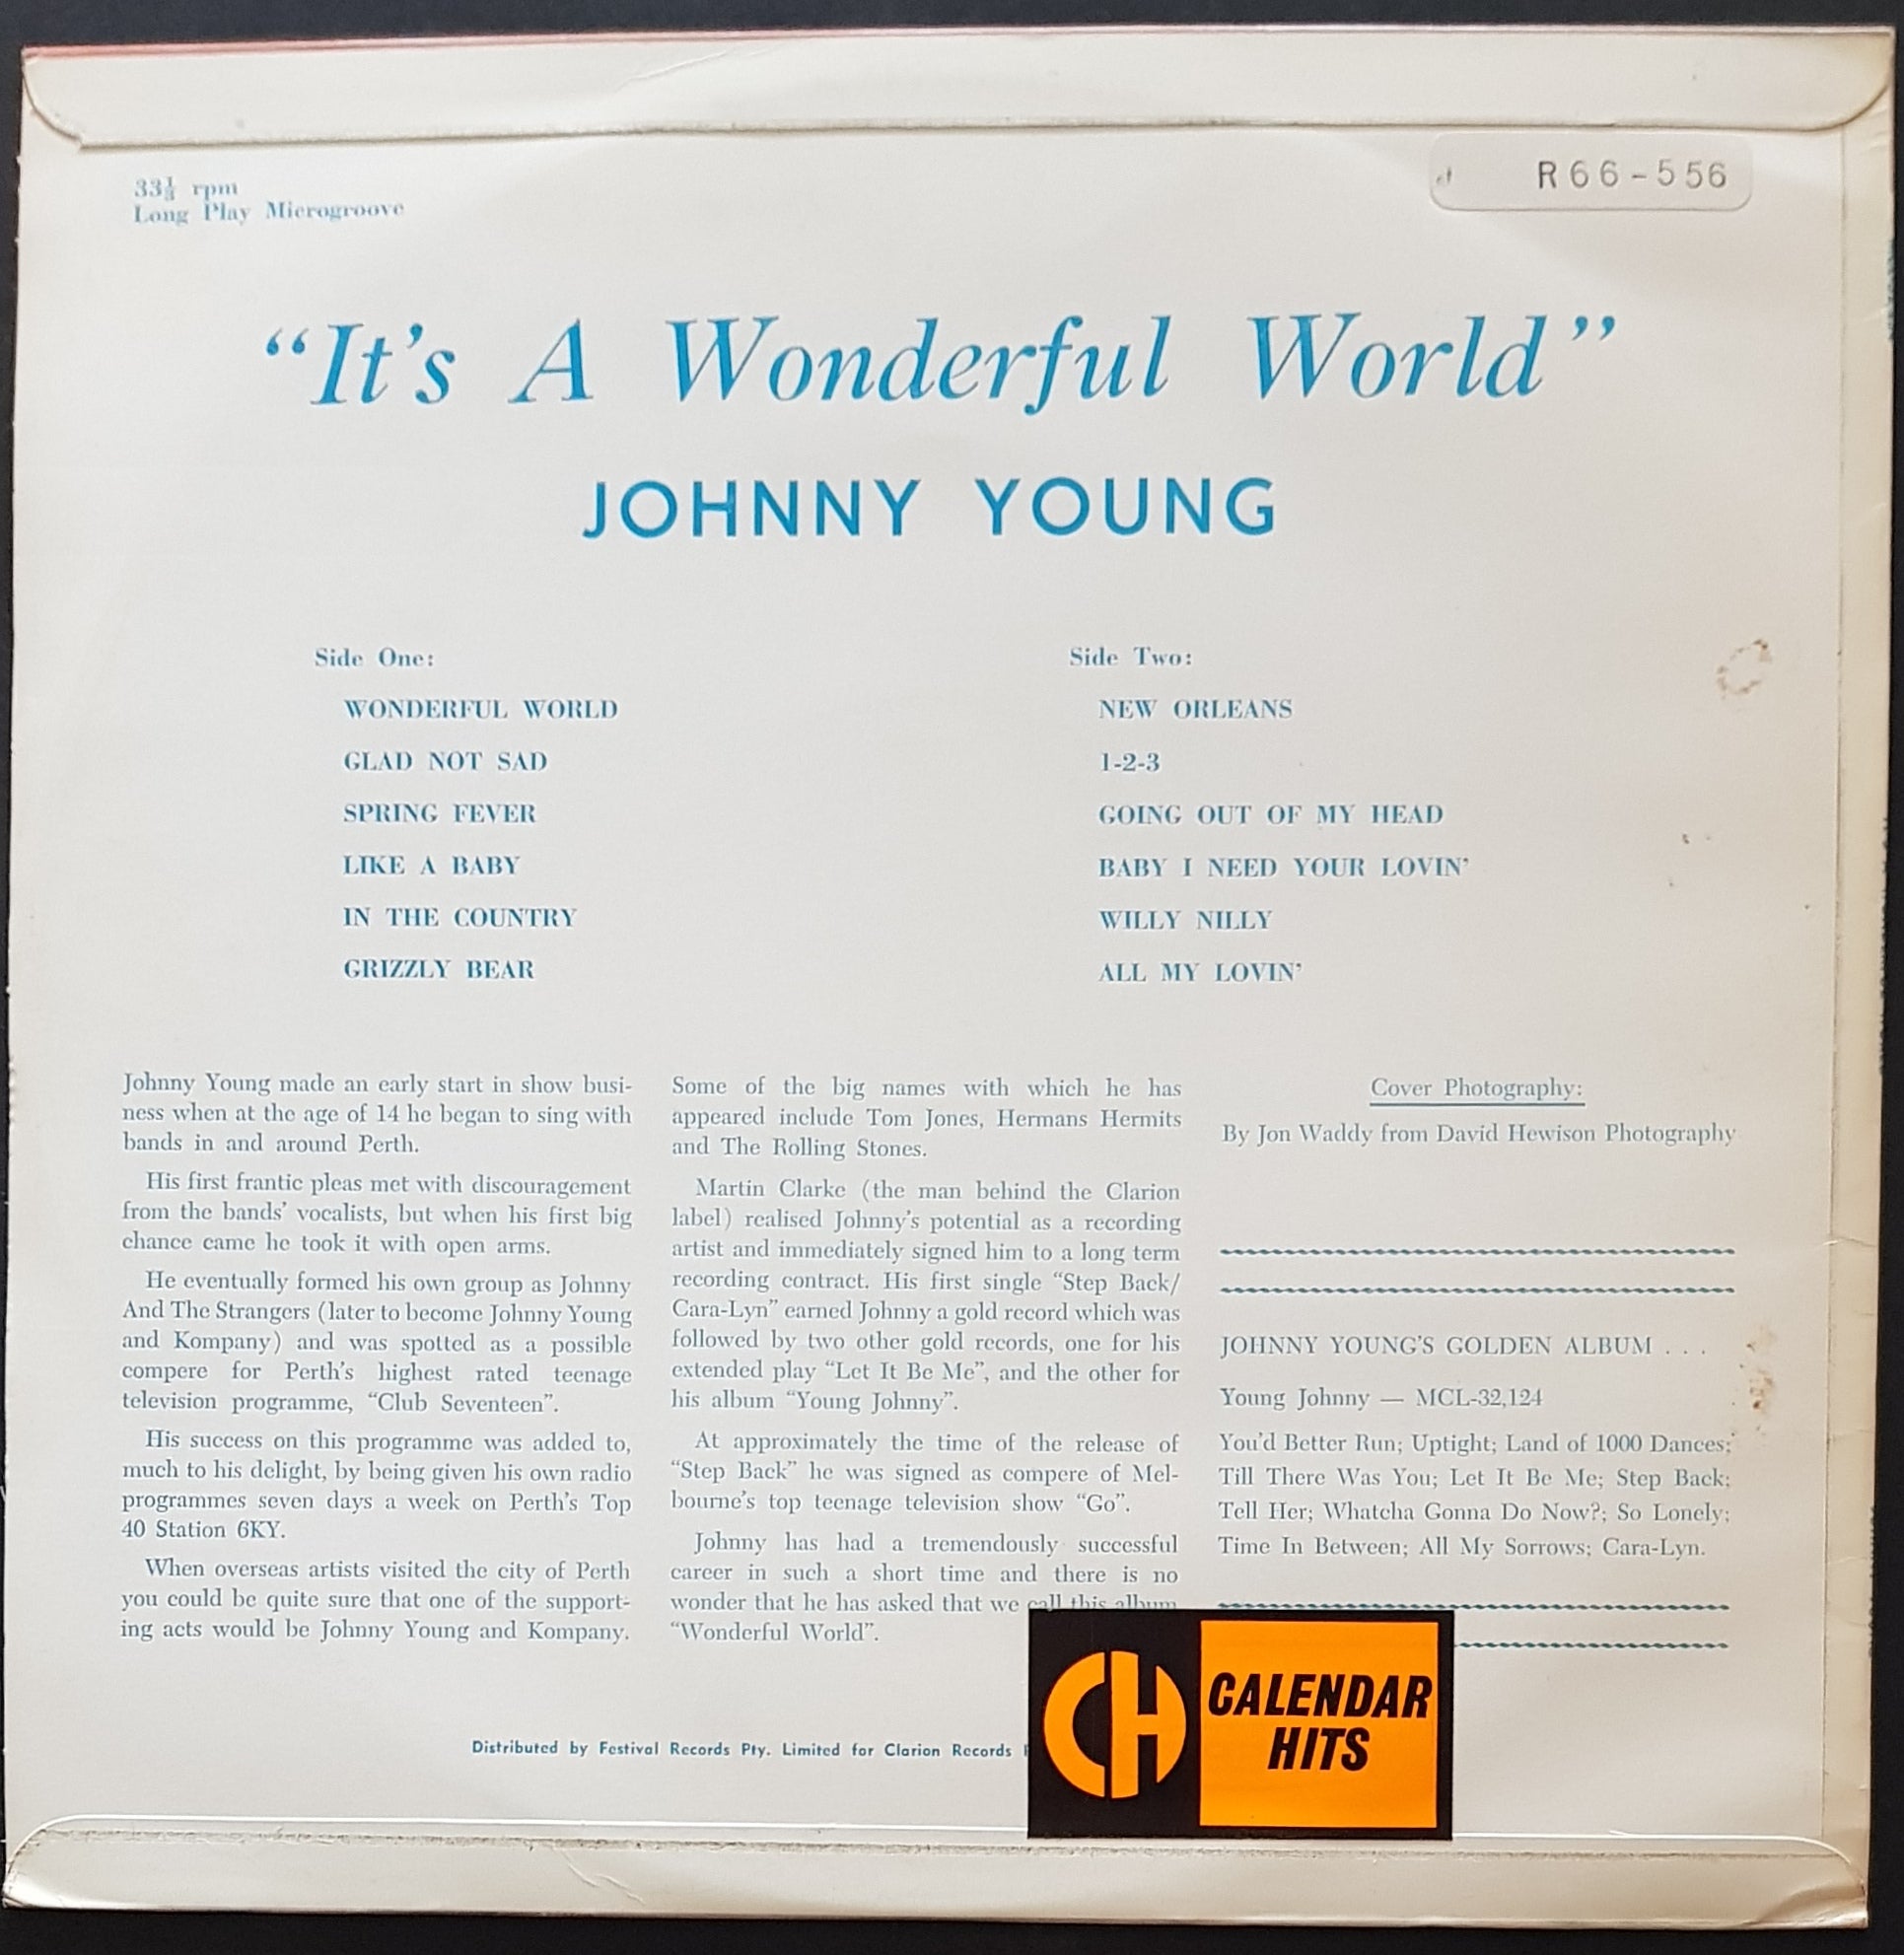 33⅓ rpm
Long Play Microgroove
R66-556
“It’s A Wonderful World”
JOHNNY YOUNG
Side One:
WONDERFUL WORLD
GLAD NOT SAD
SPRING FEVER
LIKE A BABY
IN THE COUNTRY
GRIZZLY BEAR
Side Two:
NEW ORLEANS
1-2-3
GOING OUT OF MY HEAD
BABY I NEED YOUR LOVIN’
WILLY NILLY
ALL MY LOVIN’
Johnny Young made an early start in show busi-
ness when at the age of 14 he began to sing with
bands in and around Perth.
His first frantic pleas met with discouragement
from the bands’ vocalists, but when his first big
chance came he took it with open arms.
He eventually formed his own group as Johnny
And The Strangers (later to become Johnny Young
and Kompany) and was spotted as a possible
compere for Perth’s highest rated teenage
television programme, “Club Seventeen”.
His success on this programme was added to,
much to his delight, by being given his own radio
programmes seven days a week on Perth’s Top
40 Station 6KY.
When overseas artists visited the city of Perth
you could be quite sure that one of the support-
ing acts would be Johnny Young and Kompany.
Some of the big names with which he has
appeared include Tom Jones, Hermans Hermits
and The Rolling Stones.
Martin Clarke (the man behind the Clarion
label) realised Johnny’s potential as a recording
artist and immediately signed him to a long term
recording contract. His first single “Step Back/
Cara-Lyn” earned Johnny a gold record which was
followed by two other gold records, one for his
extended play “Let It Be Me”, and the other for
his album “Young Johnny”.
At approximately the time of the release of
“Step Back” he was signed as compere of Mel-
bourne’s top teenage television show “Go”.
Johnny has had a tremendously successful
career in such a short time and there is no
wonder that he has asked that we call this album
“Wonderful World”.
Cover Photography:
By Jon Waddy from David Hewison Photography
JOHNNY YOUNG’S GOLDEN ALBUM . . .
Young Johnny — MCL-32,124
You’d Better Run; Uptight; Land of 1000 Dances;
Till There Was You; Let It Be Me; Step Back;
Tell Her; Whatcha Gonna Do Now?; So Lonely;
Time In Between; All My Sorrows; Cara-Lyn.
Distributed by Festival Records Pty. Limited for Clarion Records
CH CALENDAR
HITS